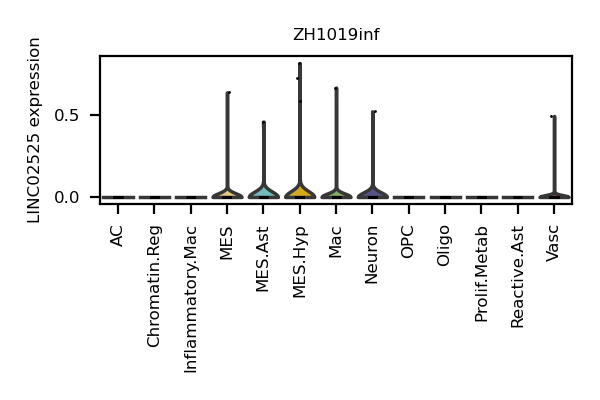 ZH1019inf
LINC02525 expression
0.5
0.0
AC
Chromatin.Reg
Inflammatory.Mac
MES
MES.Ast
MES.Hyp
Mac
Neuron
OPC
Oligo
Prolif.Metab
Reactive.Ast
Vasc